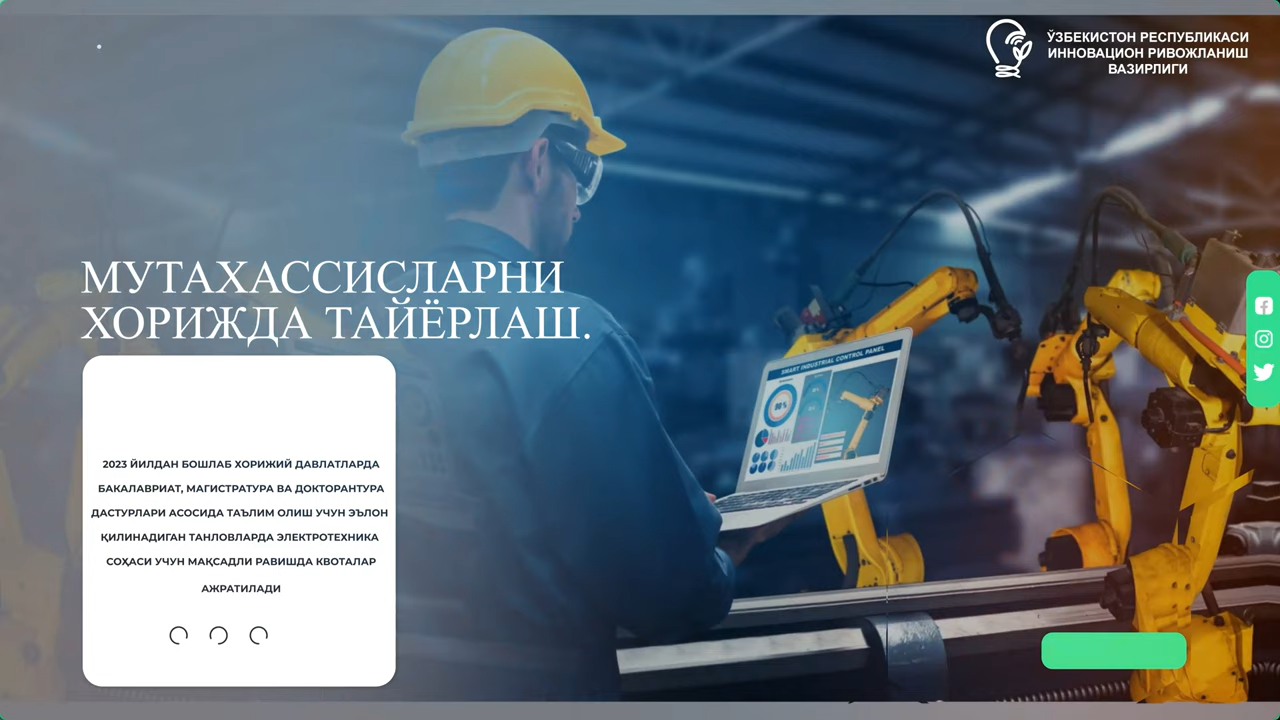 ЎЗБЕКИСТОН РЕСПУБЛИКАСИ
ИННОВАЦИОН РИВОЖЛАНИШ
ВАЗИРЛИГИ
МУТАХАССИСЛАРНИ
ХОРИЖДА ТАЙЁРЛАШ.
SMART INDUSTRIAL CONTROL PANEL
2023 ЙИЛДАН БОШЛАБ ХОРИЖИЙ ДАВЛАТЛАРДА
БАКАЛАВРИАТ, МАГИСТРАТУРА ВА ДОКТОРАНТУРА
ДАСТУРЛАРИ АСОСИДА ТАЪЛИМ ОЛИШ УЧУН ЭЪЛОН
ҚИЛИНАДИГАН ТАНЛОВЛАРДА ЭЛЕКТРОТЕХНИКА
СОҲАСИ УЧУН МАҚСАДЛИ РАВИШДА КВОТАЛАР
АЖРАТИЛАДИ